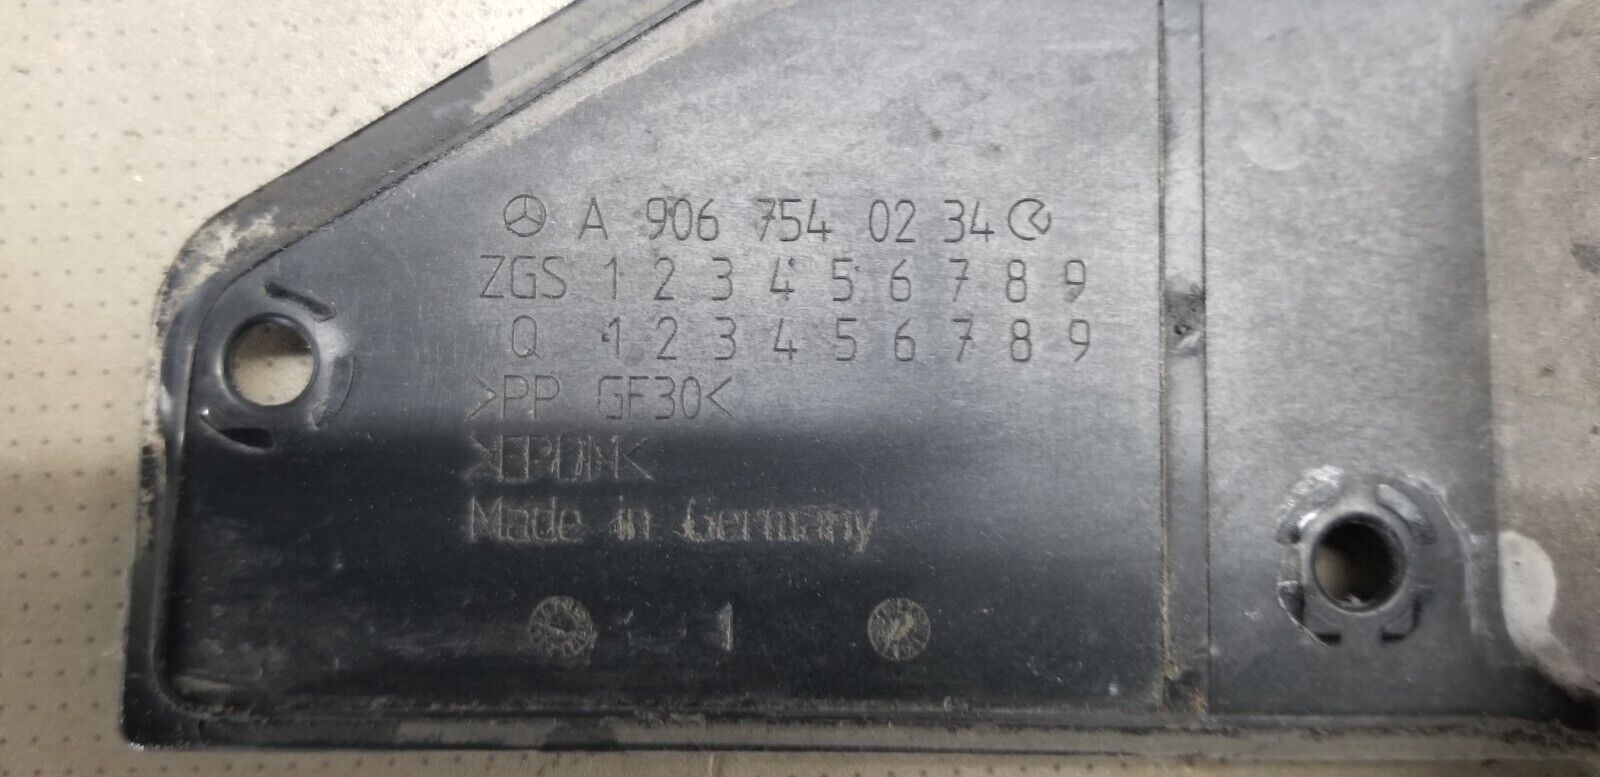 A 906 754 02 34
ZGS 1 2 3 4 5 6 7 8 9
Q 1 2 3 4 5 6 7 8 9
>PP GF30<
>EPDM<
Made in Germany
1